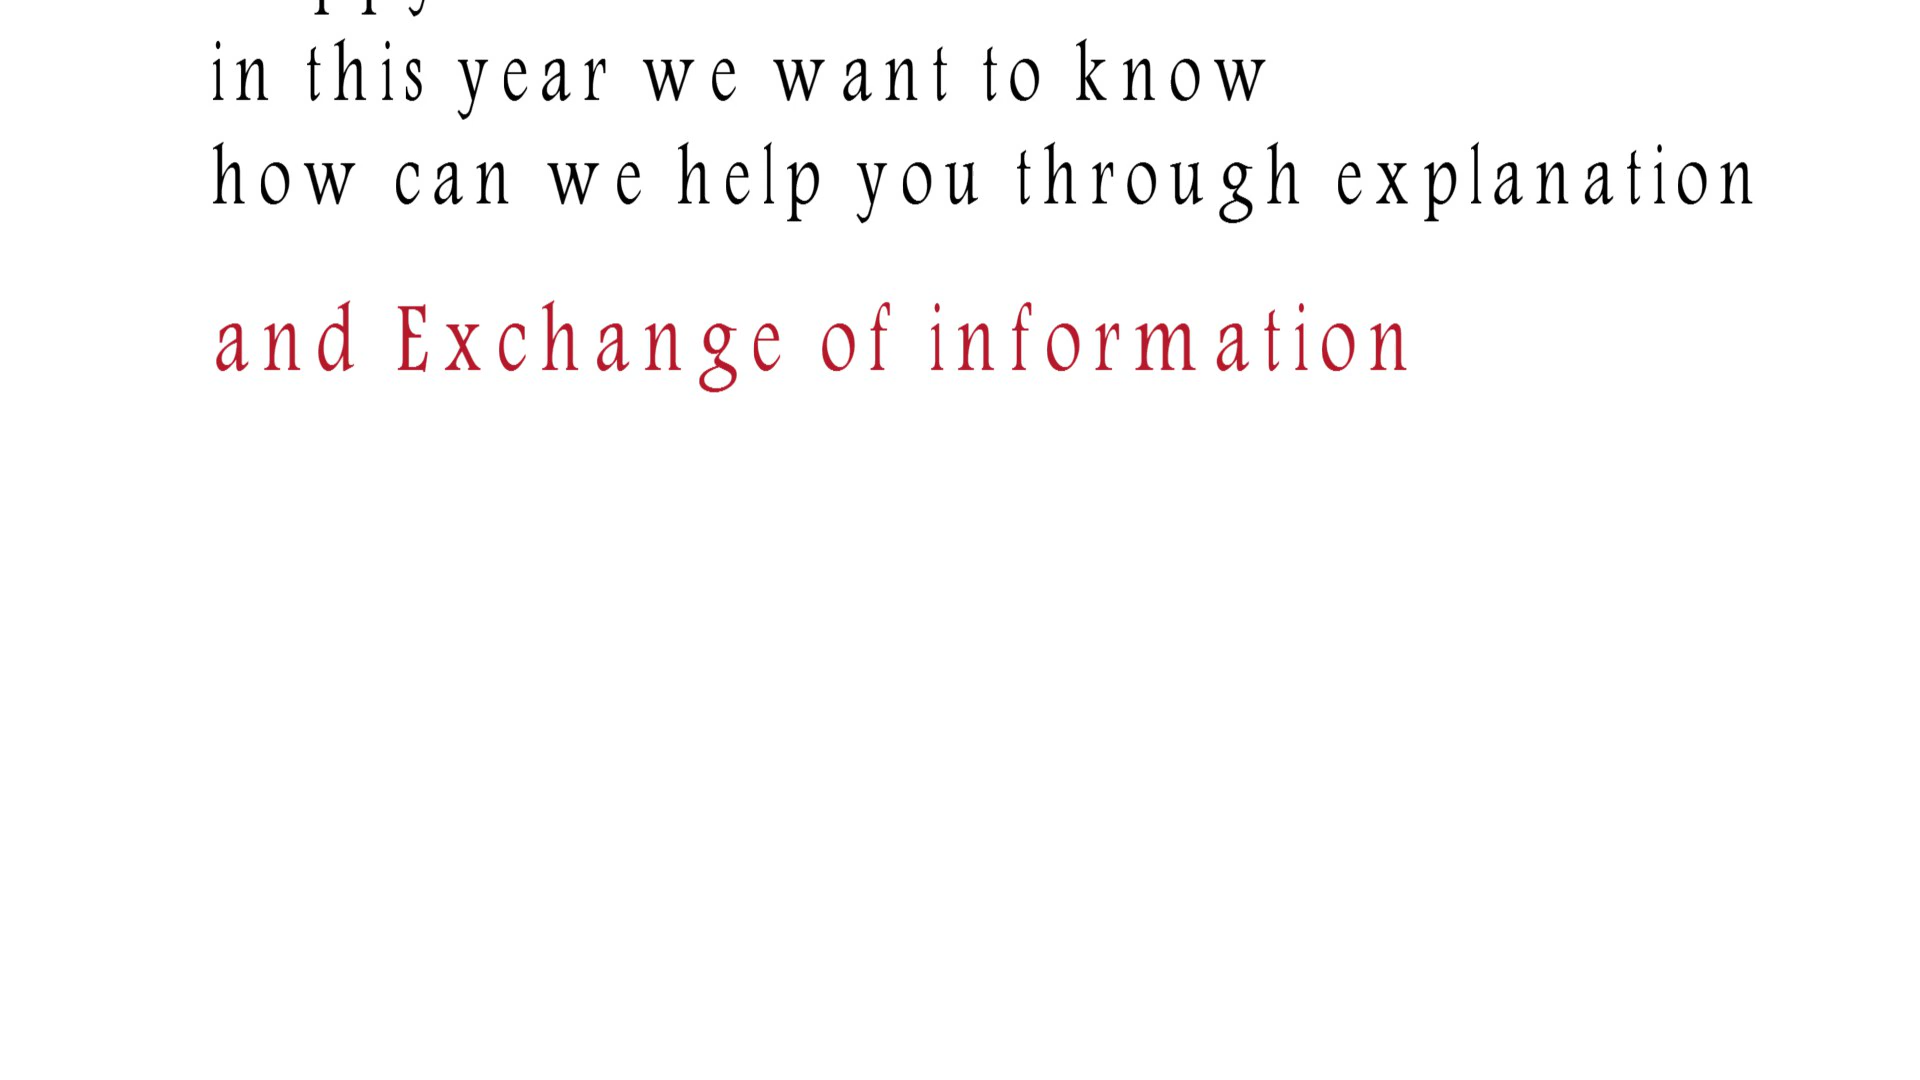 in this year we want to know
how can we help you through explanation
and Exchange of information